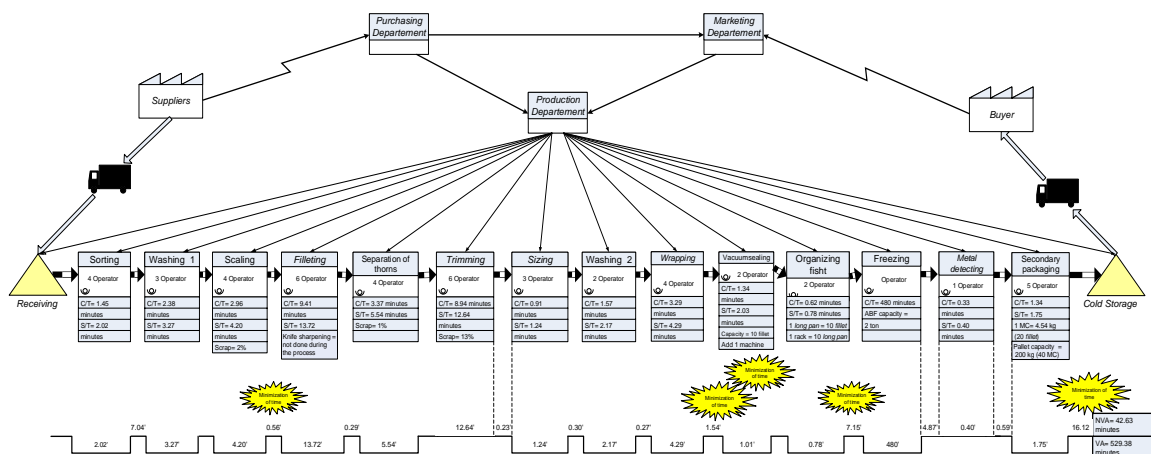 Purchasing
Departement
Marketing
Departement
Suppliers
Production
Departement
Buyer
Receiving
Sorting
4 Operator
C/T= 1.45
minutes
S/T= 2.02
minutes
Washing 1
3 Operator
C/T= 2.38
minutes
S/T= 3.27
minutes
Scaling
4 Operator
C/T= 2.96
minutes
S/T= 4.20
minutes
Scrap= 2%
Filleting
6 Operator
C/T= 9.41
minutes
S/T= 13.72
Knife sharpening =
not done during
the process
Separation of
thorns
4 Operator
C/T= 3.37 minutes
S/T= 5.54 minutes
Scrap= 1%
Trimming
6 Operator
C/T= 8.94 minutes
S/T= 12.64
minutes
Scrap= 13%
Sizing
3 Operator
C/T= 0.91
minutes
S/T= 1.24
minutes
Washing 2
2 Operator
C/T= 1.57
minutes
S/T= 2.17
minutes
Wrapping
4 Operator
C/T= 3.29
minutes
S/T= 4.29
minutes
Vacuumsealing
2 Operator
C/T= 1.34
minutes
S/T= 2.03
minutes
Capacity = 10 fillet
Add 1 machine
Organizing
fisht
2 Operator
C/T= 0.62 minutes
S/T= 0.78 minutes
1 long pan = 10 fillet
1 rack = 10 long pan
Freezing
Operator
C/T= 480 minutes
ABF capacity =
2 ton
Metal
detecting
1 Operator
C/T= 0.33
minutes
S/T= 0.40
minutes
Secondary
packaging
5 Operator
C/T= 1.34
S/T= 1.75
1 MC= 4.54 kg
(20 fillet)
Pallet capacity =
200 kg (40 MC)
Cold Storage
Minimization
of time
Minimization
of time
Minimization
of time
Minimization
of time
Minimization
of time
7.04' 0.56' 0.29' 12.64' 0.23' 0.30' 0.27' 1.54' 7.15' 4.87' 0.40' 0.59' 16.12
2.02' 3.27' 4.20' 13.72' 5.54' 1.24' 2.17' 4.29' 1.01' 0.78' 480' 1.75'
NVA= 42.63
minutes
VA= 529.38
minutes